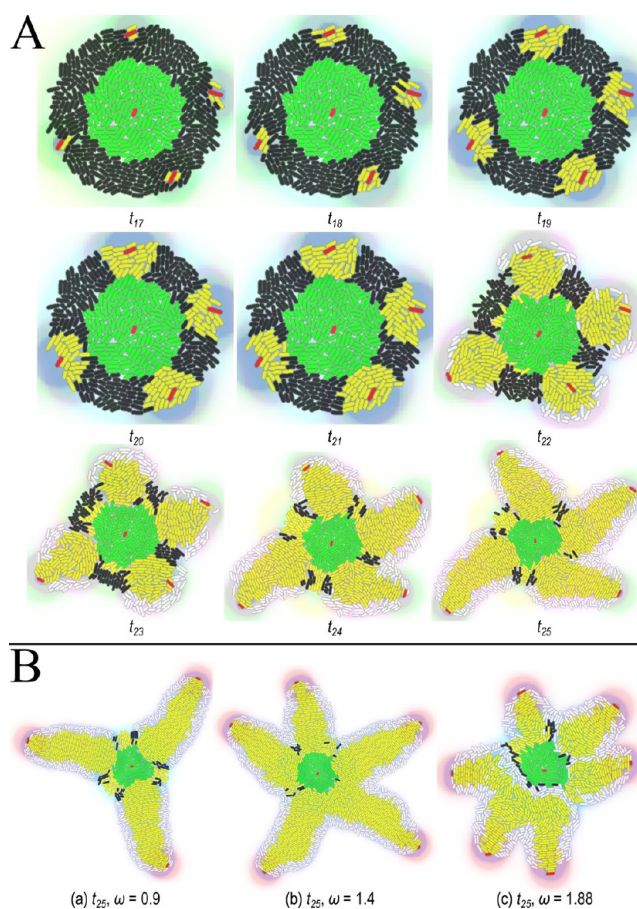 A
t17 t18 t19
t20 t21 t22
t23 t24 t25
B
(a) t25, ω = 0.9 (b) t25, ω = 1.4 (c) t25, ω = 1.88